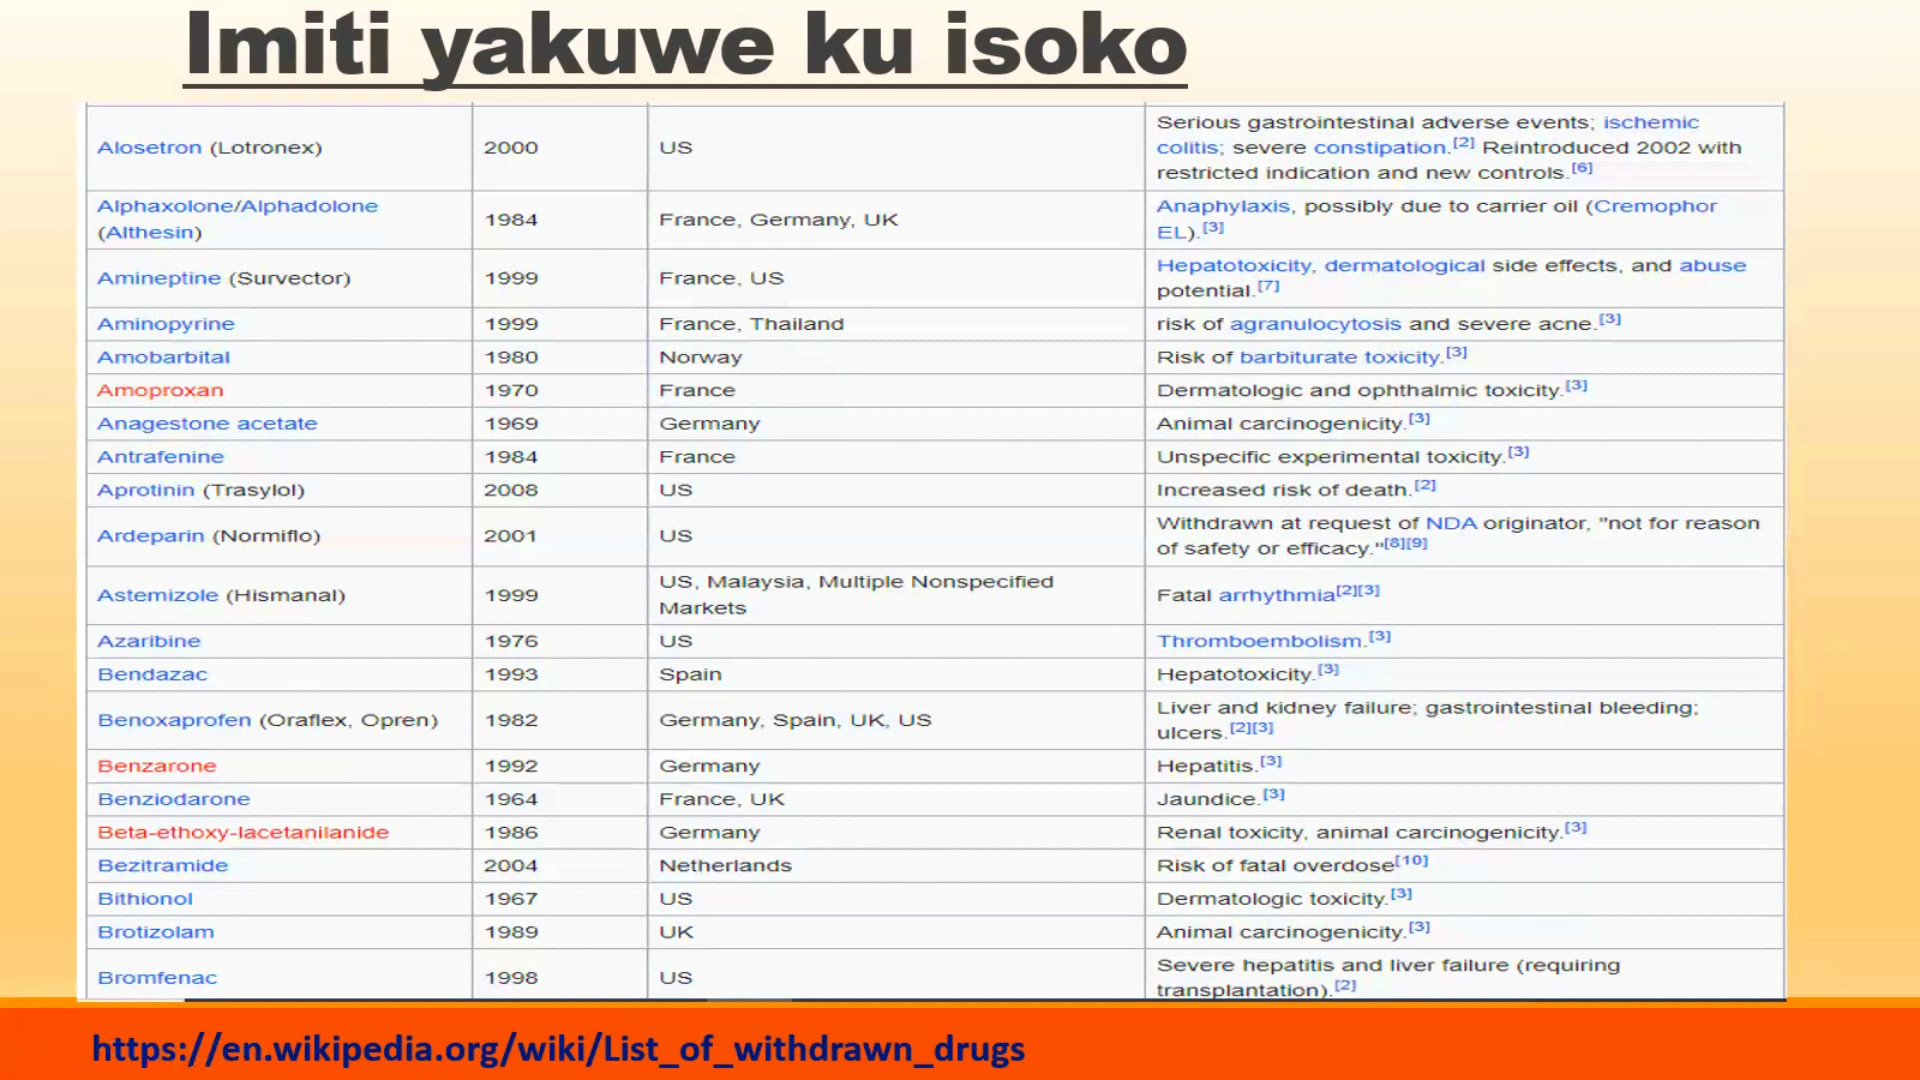 Imiti yakuwe ku isoko
Alosetron (Lotronex) 2000 US Serious gastrointestinal adverse events; ischemic
colitis; severe constipation.[2] Reintroduced 2002 with
restricted indication and new controls.[6]
Alphaxolone/Alphadolone
(Althesin) 1984 France, Germany, UK Anaphylaxis, possibly due to carrier oil (Cremophor
EL).[3]
Amineptine (Survector) 1999 France, US Hepatotoxicity, dermatological side effects, and abuse
potential.[7]
Aminopyrine 1999 France, Thailand risk of agranulocytosis and severe acne.[3]
Amobarbital 1980 Norway Risk of barbiturate toxicity.[3]
Amoproxan 1970 France Dermatologic and ophthalmic toxicity.[3]
Anagestone acetate 1969 Germany Animal carcinogenicity.[3]
Antrafenine 1984 France Unspecific experimental toxicity.[3]
Aprotinin (Trasylol) 2008 US Increased risk of death.[2]
Ardeparin (Normiflo) 2001 US Withdrawn at request of NDA originator, "not for reason
of safety or efficacy."[8][9]
Astemizole (Hismanal) 1999 US, Malaysia, Multiple Nonspecified
Markets Fatal arrhythmia[2][3]
Azaribine 1976 US Thromboembolism.[3]
Bendazac 1993 Spain Hepatotoxicity.[3]
Benoxaprofen (Oraflex, Opren) 1982 Germany, Spain, UK, US Liver and kidney failure; gastrointestinal bleeding;
ulcers.[2][3]
Benzarone 1992 Germany Hepatitis.[3]
Benziodarone 1964 France, UK Jaundice.[3]
Beta-ethoxy-lacetanilanide 1986 Germany Renal toxicity, animal carcinogenicity.[3]
Bezitramide 2004 Netherlands Risk of fatal overdose[10]
Bithionol 1967 US Dermatologic toxicity.[3]
Brotizolam 1989 UK Animal carcinogenicity.[3]
Bromfenac 1998 US Severe hepatitis and liver failure (requiring
transplantation).[2]
https://en.wikipedia.org/wiki/List_of_withdrawn_drugs